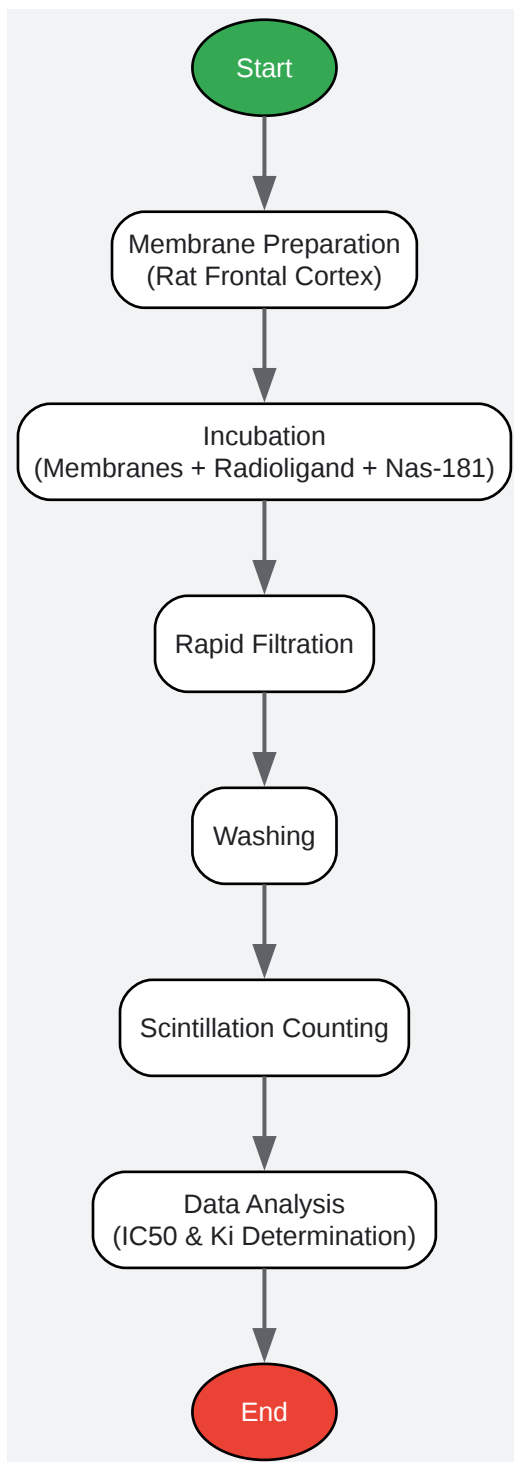 Start
Membrane Preparation
(Rat Frontal Cortex)
Incubation
(Membranes + Radioligand + Nas-181)
Rapid Filtration
Washing
Scintillation Counting
Data Analysis
(IC50 & Ki Determination)
End